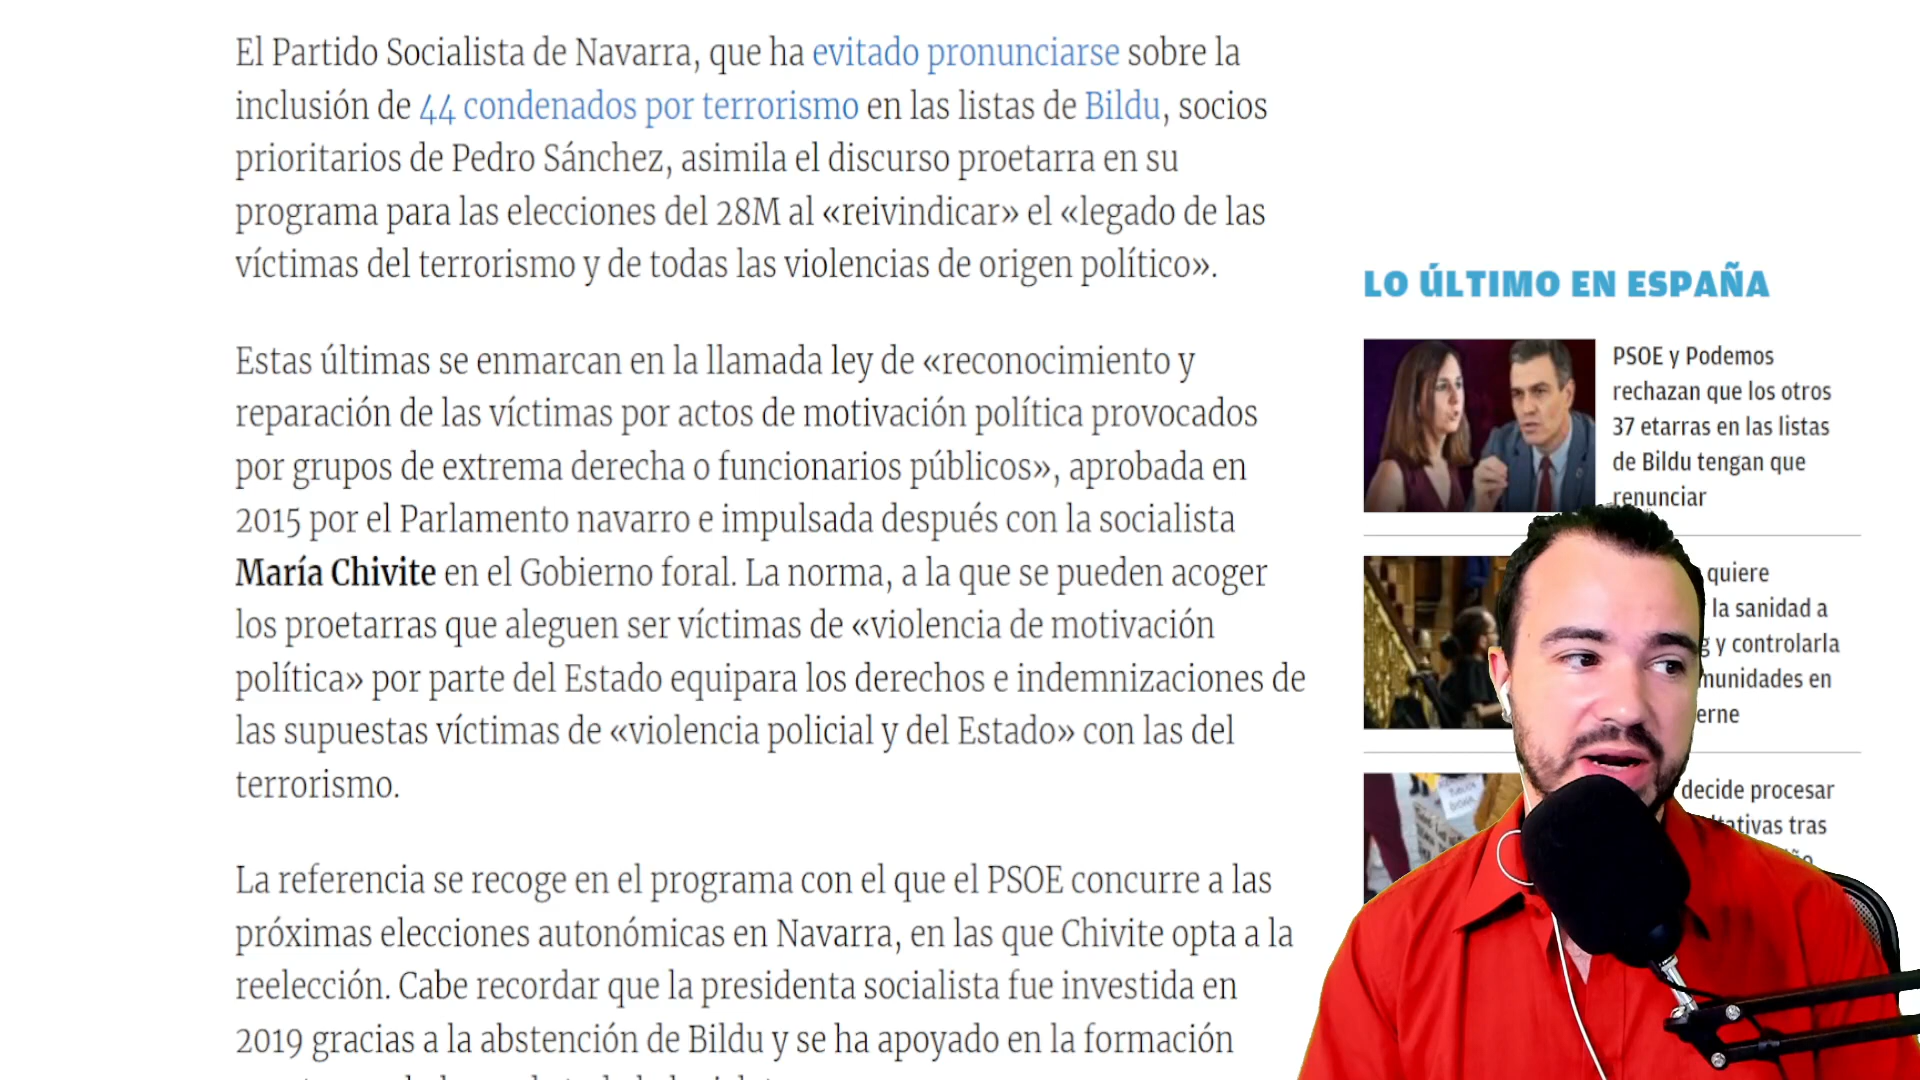 El Partido Socialista de Navarra, que ha evitado pronunciarse sobre la
inclusión de 44 condenados por terrorismo en las listas de Bildu, socios
prioritarios de Pedro Sánchez, asimila el discurso proetarra en su
programa para las elecciones del 28M al «reivindicar» el «legado de las
víctimas del terrorismo y de todas las violencias de origen político».
Estas últimas se enmarcan en la llamada ley de «reconocimiento y
reparación de las víctimas por actos de motivación política provocados
por grupos de extrema derecha o funcionarios públicos», aprobada en
2015 por el Parlamento navarro e impulsada después con la socialista
María Chivite en el Gobierno foral. La norma, a la que se pueden acoger
los proetarras que aleguen ser víctimas de «violencia de motivación
política» por parte del Estado equipara los derechos e indemnizaciones de
las supuestas víctimas de «violencia policial y del Estado» con las del
terrorismo.
La referencia se recoge en el programa con el que el PSOE concurre a las
próximas elecciones autonómicas en Navarra, en las que Chivite opta a la
reelección. Cabe recordar que la presidenta socialista fue investida en
2019 gracias a la abstención de Bildu y se ha apoyado en la formación
LO ÚLTIMO EN ESPAÑA
PSOE y Podemos
rechazan que los otros
37 etarras en las listas
de Bildu tengan que
renunciar
quiere
la sanidad a
y controlarla
decide procesar
tras